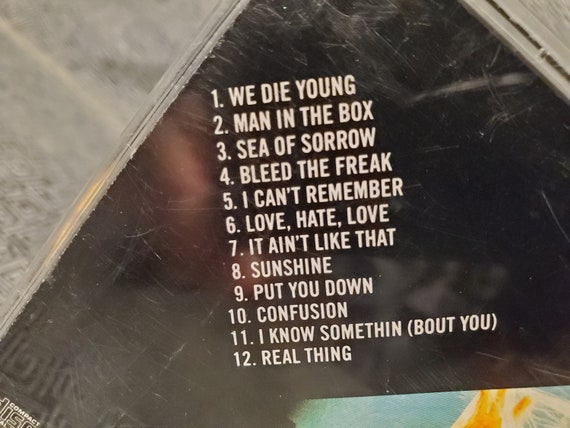 1. WE DIE YOUNG
2. MAN IN THE BOX
3. SEA OF SORROW
4. BLEED THE FREAK
5. I CAN'T REMEMBER
6. LOVE, HATE, LOVE
7. IT AIN'T LIKE THAT
8. SUNSHINE
9. PUT YOU DOWN
10. CONFUSION
11. I KNOW SOMETHIN (BOUT YOU)
12. REAL THING
COMPACT